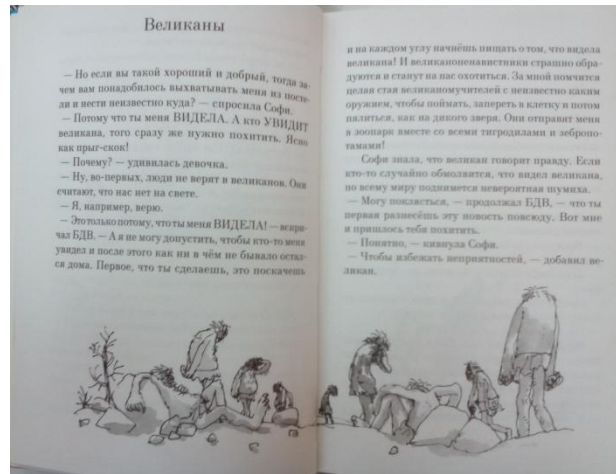 Великаны
— Но если вы такой хороший и добрый, тогда за-
чем вам понадобилось выхватывать меня из посте-
ли и нести неизвестно куда? — спросила Софи.
— Потому что ты меня ВИДЕЛА. А кто УВИДИТ
великана, того сразу же нужно похитить. Ясно
как прыг-скок!
— Почему? — удивилась девочка.
— Ну, во-первых, люди не верят в великанов. Они
считают, что нас нет на свете.
— Я, например, верю.
— Это только потому, что ты меня ВИДЕЛА! — вскри-
чал БДВ. — А я не могу допустить, чтобы кто-то меня
увидез и после этого как ни в чём не бывало остал-
ся дома. Первое, что ты сделаешь, это поскачешь
и на каждом углу начнёшь пищать о том, что видела
великана! И великаноненавистники страшно обра-
дуются и станут на нас охотиться. За мной помчится
целая стая великаномучителей с неизвестно каким
оружием, чтобы поймать, запереть в клетку и потом
пялиться, как на дикого зверя. Они отправят меня
в зоопарк вместе со всеми тигродилами и зебропо-
тамами!
Софи знала, что великан говорит правду. Если
кто-то случайно обмолвится, что видел великана,
по всему миру поднимется невероятная шумиха.
— Могу поклясться, — продолжал БДВ, — что ты
первая разнесёшь эту новость повсюду. Вот мне
и пришлось тебя похитить.
— Понятно, — кивнула Софи.
— Чтобы избежать неприятностей, — добавил ве-
ликан.